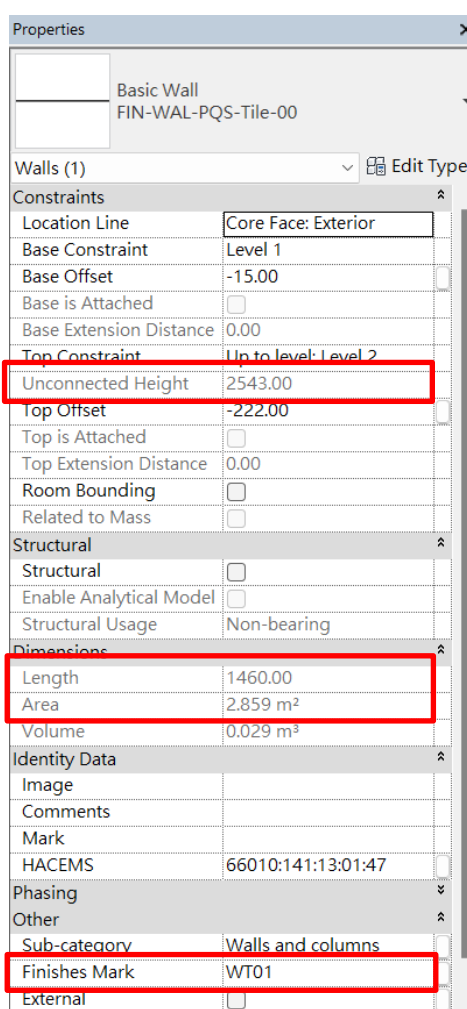 Properties
Basic Wall
FIN-WAL-PQS-Tile-00
Walls (1) Edit Type
Constraints
Location Line Core Face: Exterior
Base Constraint Level 1
Base Offset -15.00
Base is Attached
Base Extension Distance 0.00
Top Constraint Up to level: Level 2
Unconnected Height 2543.00
Top Offset -222.00
Top is Attached
Top Extension Distance 0.00
Room Bounding
Related to Mass
Structural
Structural
Enable Analytical Model
Structural Usage Non-bearing
Dimensions
Length 1460.00
Area 2.859 m²
Volume 0.029 m³
Identity Data
Image
Comments
Mark
HACEMS 66010:141:13:01:47
Phasing
Other
Sub-category Walls and columns
Finishes Mark WT01
External